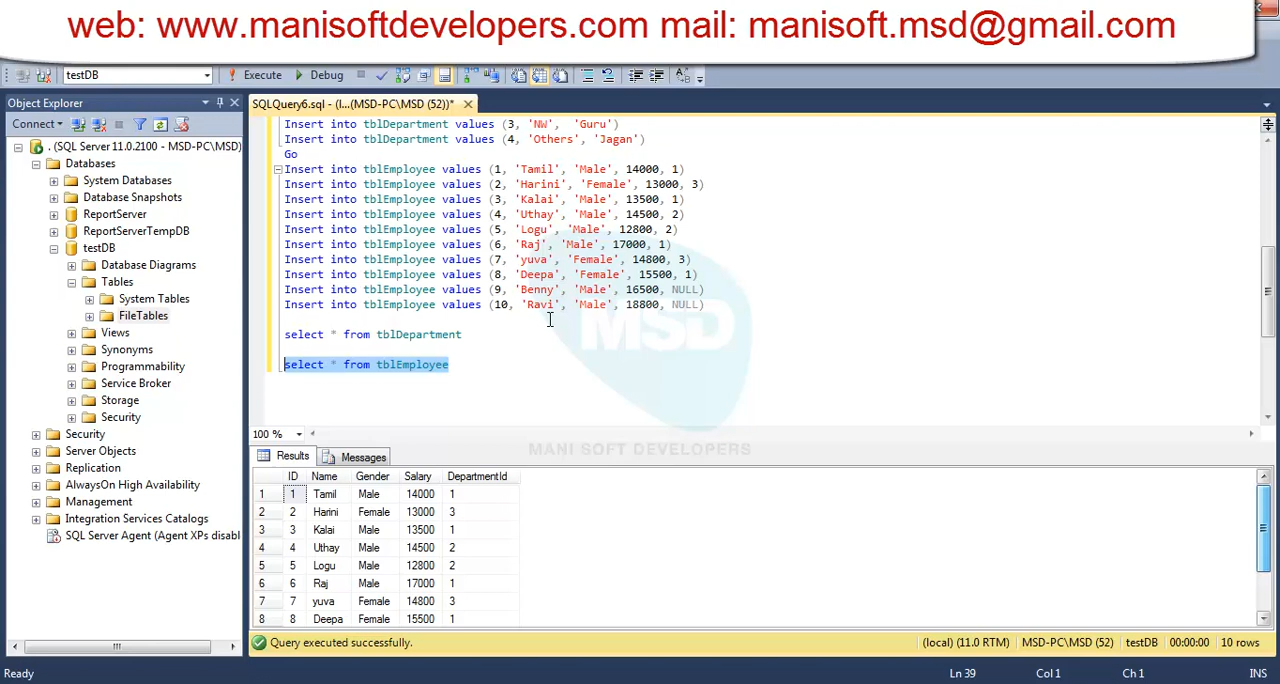 web: www.manisoftdevelopers.com mail: manisoft.msd@gmail.com
testDB Execute Debug
Object Explorer
SQLQuery6.sql - (l...(MSD-PC\MSD (52))*
Connect
. (SQL Server 11.0.2100 - MSD-PC\MSD)
Databases
System Databases
Database Snapshots
ReportServer
ReportServerTempDB
testDB
Database Diagrams
Tables
System Tables
FileTables
Views
Synonyms
Programmability
Service Broker
Storage
Security
Security
Server Objects
Replication
AlwaysOn High Availability
Management
Integration Services Catalogs
SQL Server Agent (Agent XPs disabl
Insert into tblDepartment values (3, 'NW', 'Guru')
Insert into tblDepartment values (4, 'Others', 'Jagan')
Go
Insert into tblEmployee values (1, 'Tamil', 'Male', 14000, 1)
Insert into tblEmployee values (2, 'Harini', 'Female', 13000, 3)
Insert into tblEmployee values (3, 'Kalai', 'Male', 13500, 1)
Insert into tblEmployee values (4, 'Uthay', 'Male', 14500, 2)
Insert into tblEmployee values (5, 'Logu', 'Male', 12800, 2)
Insert into tblEmployee values (6, 'Raj', 'Male', 17000, 1)
Insert into tblEmployee values (7, 'yuva', 'Female', 14800, 3)
Insert into tblEmployee values (8, 'Deepa', 'Female', 15500, 1)
Insert into tblEmployee values (9, 'Benny', 'Male', 16500, NULL)
Insert into tblEmployee values (10, 'Ravi', 'Male', 18800, NULL)
select * from tblDepartment
select * from tblEmployee
MSD
MANI SOFT DEVELOPERS
100 %
Results Messages
ID Name Gender Salary DepartmentId
1 1 Tamil Male 14000 1
2 2 Harini Female 13000 3
3 3 Kalai Male 13500 1
4 4 Uthay Male 14500 2
5 5 Logu Male 12800 2
6 6 Raj Male 17000 1
7 7 yuva Female 14800 3
8 8 Deepa Female 15500 1
Query executed successfully. (local) (11.0 RTM) MSD-PC\MSD (52) testDB 00:00:00 10 rows
Ready Ln 39 Col 1 Ch 1 INS